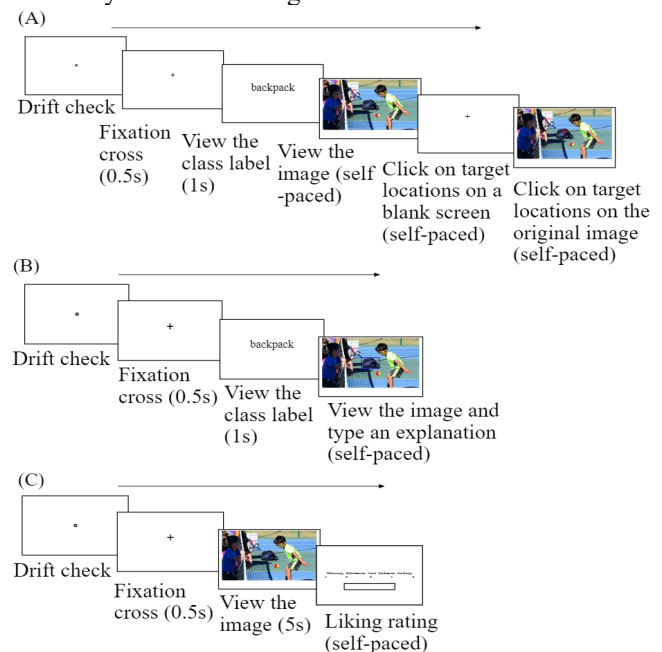 (A)
backpack
Drift check
Fixation
cross
(0.5s)
View the
class label
(1s)
View the
image (self
-paced)
Click on target
locations on a
blank screen
(self-paced)
Click on target
locations on the
original image
(self-paced)
(B)
backpack
Drift check
Fixation
cross (0.5s)
View the
class label
(1s)
View the image and
type an explanation
(self-paced)
(C)
Drift check
Fixation
cross (0.5s)
View the
image (5s)
Liking rating
(self-paced)